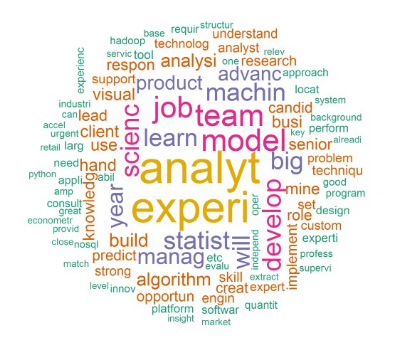 base requir structur
hadoop technolog understand
servic tool analyst one relev
respon analysi research
experienc support product advanc approach
visual machin locat
industri job team candid system
can lead busi background
accel client scienc learn model senior key perform
urgent use alreadi
retail larg analyt big problem
need hand techniqu
python appli abil year mine good
amp knowledg experi develop set program
consult oper role design
great build statist will custom
econometr independ experti
provid predict manag etc implement profess
close nosql strong evalu extract supervi
match algorithm skill expert
level innov creat
opportun engin quantit
platform softwar
insight market